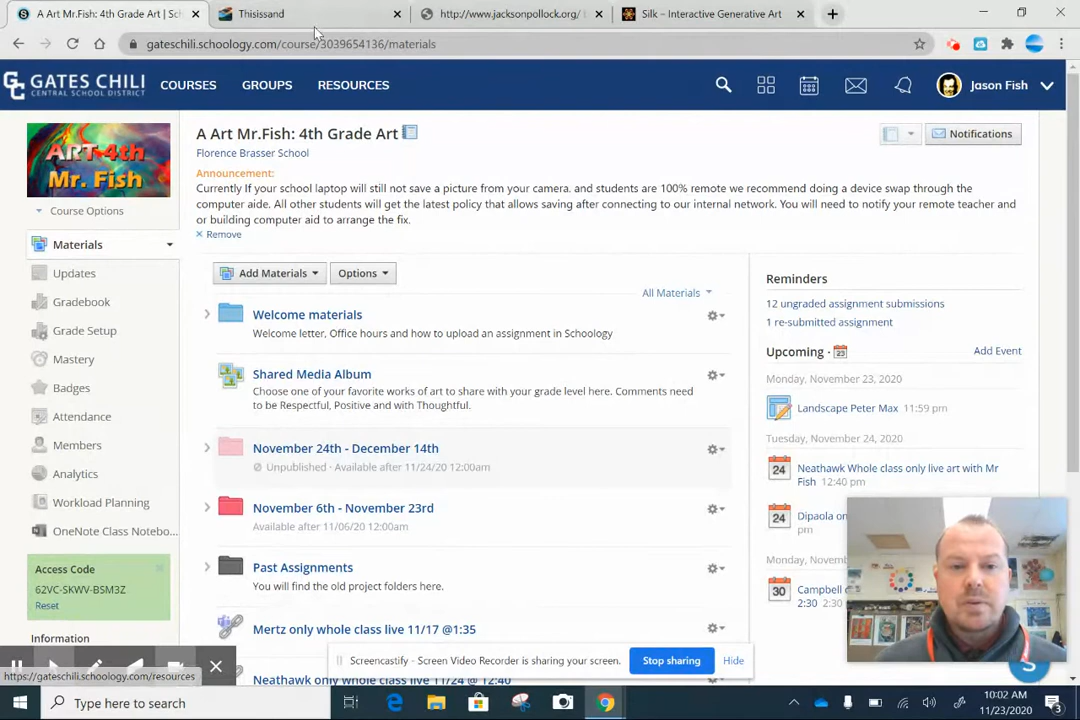 A Art Mr.Fish: 4th Grade Art | Sch
Thisissand
http://www.jacksonpollock.org/
Silk – Interactive Generative Art
gateschili.schoology.com/course/3039654136/materials
GC GATES CHILI
CENTRAL SCHOOL DISTRICT
COURSES
GROUPS
RESOURCES
Jason Fish
ART-4th
Mr. Fish
A Art Mr.Fish: 4th Grade Art
Notifications
Florence Brasser School
Announcement:
Currently If your school laptop will still not save a picture from your camera. and students are 100% remote we recommend doing a device swap through the
computer aide. All other students will get the latest policy that allows saving after connecting to our internal network. You will need to notify your remote teacher and
or building computer aid to arrange the fix.
× Remove
Course Options
Materials
Updates
Gradebook
Grade Setup
Mastery
Badges
Attendance
Members
Analytics
Workload Planning
OneNote Class Notebo...
Access Code
62VC-SKWV-BSM3Z
Reset
Information
Add Materials
Options
All Materials
Welcome materials
Welcome letter, Office hours and how to upload an assignment in Schoology
Shared Media Album
Choose one of your favorite works of art to share with your grade level here. Comments need
to be Respectful, Positive and with Thoughtful.
November 24th - December 14th
Unpublished · Available after 11/24/20 12:00am
November 6th - November 23rd
Available after 11/06/20 12:00am
Past Assignments
You will find the old project folders here.
Mertz only whole class live 11/17 @1:35
Neathawk only whole class live 11/24 @ 12:40
Reminders
12 ungraded assignment submissions
1 re-submitted assignment
Upcoming · 23
Add Event
Monday, November 23, 2020
Landscape Peter Max 11:59 pm
Tuesday, November 24, 2020
24
Neathawk Whole class only live art with Mr
Fish 12:40 pm
24
Dipaola on
pm
Monday, Novem
30
Campbell
2:30 2:30
S
Screencastify - Screen Video Recorder is sharing your screen.
Stop sharing
Hide
https://gateschili.schoology.com/resources
Type here to search
10:02 AM
11/23/2020
3